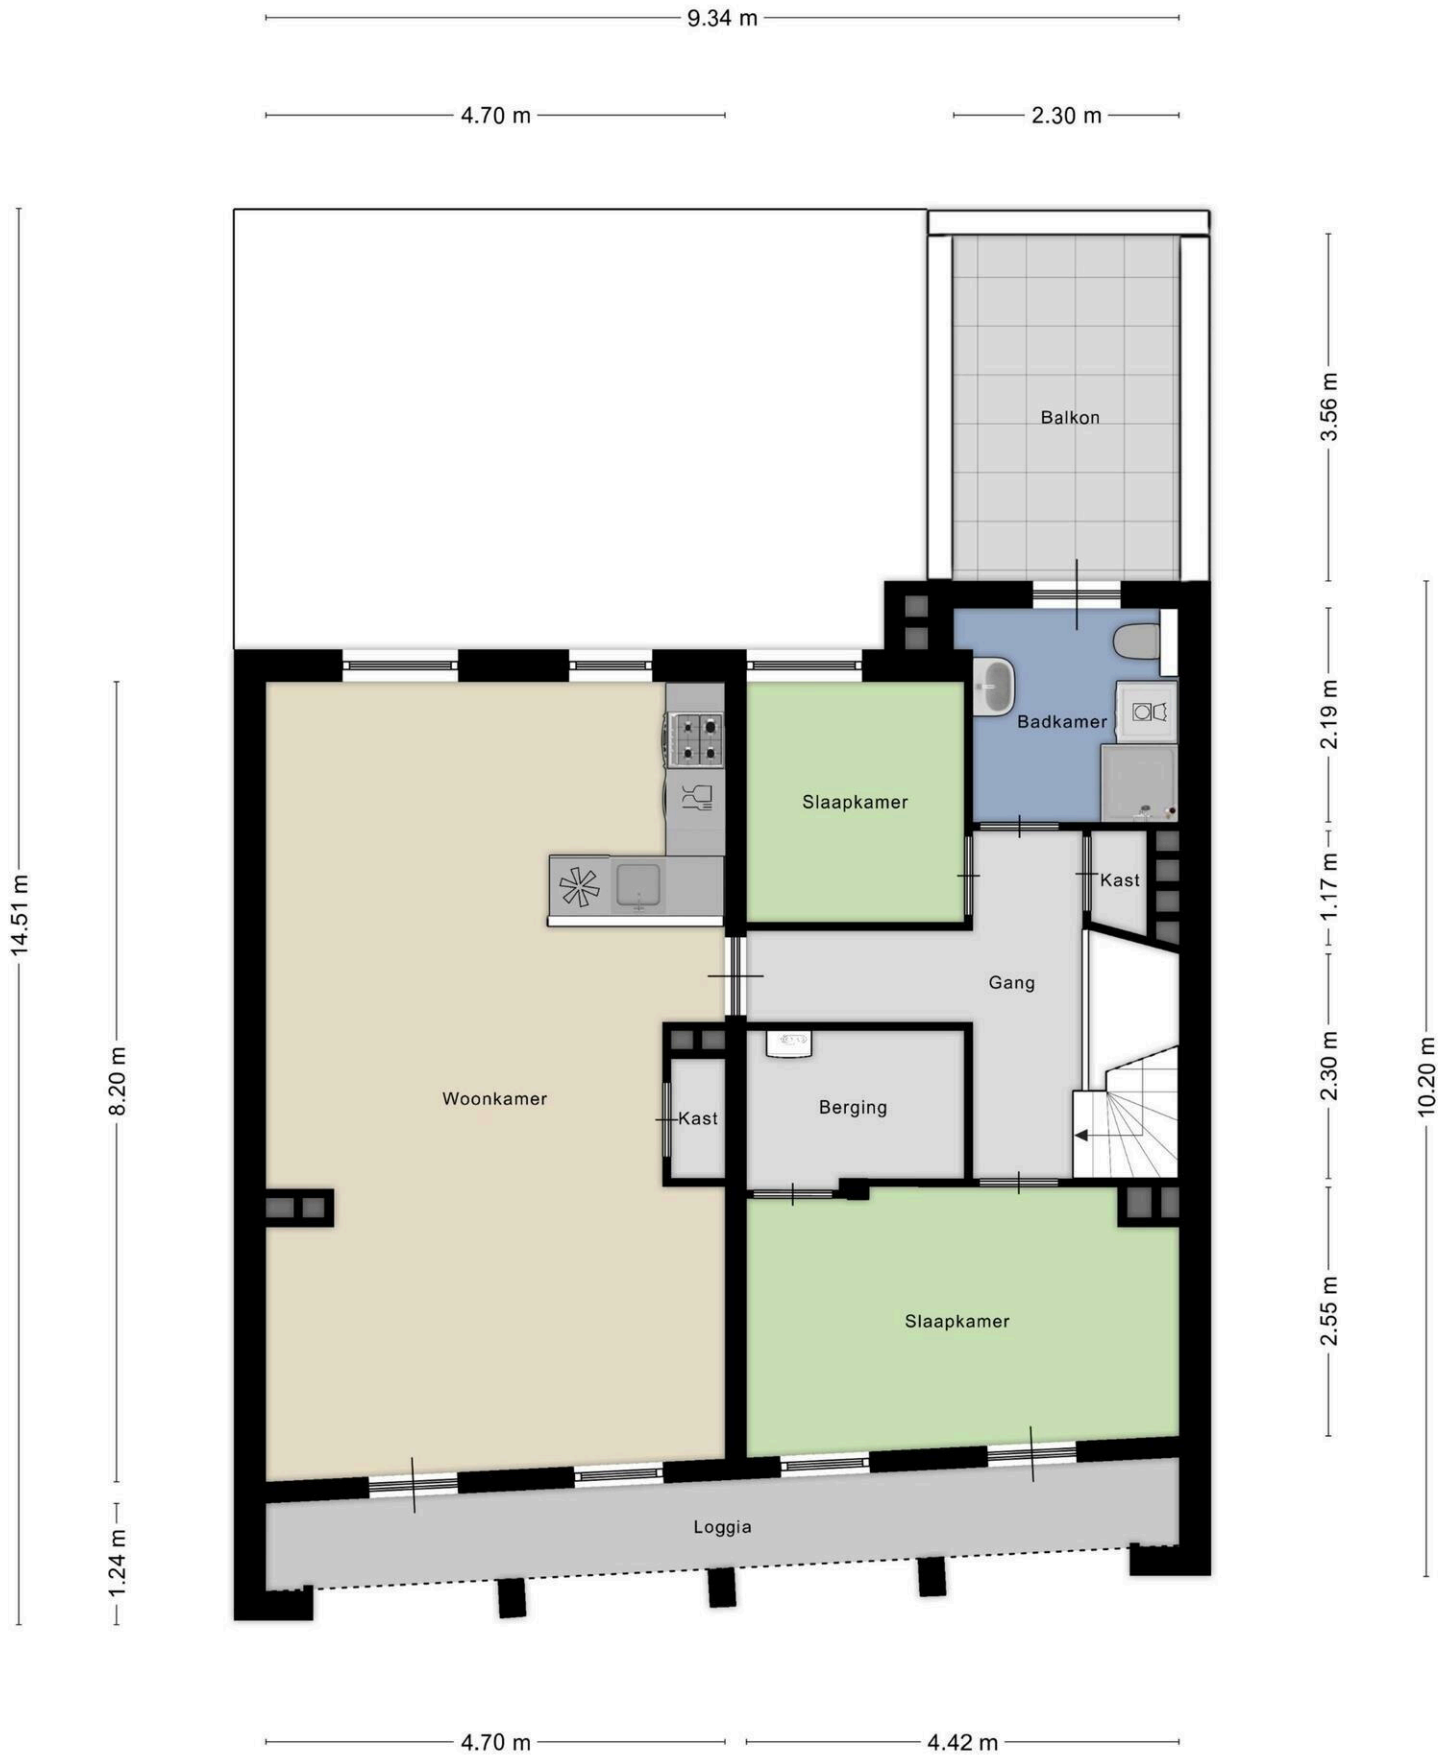 9.34 m
4.70 m
2.30 m
Balkon
3.56 m
14.51 m
8.20 m
1.24 m
Badkamer
2.19 m
Slaapkamer
Kast
1.17 m
Gang
2.30 m
10.20 m
Woonkamer
Kast
Berging
Slaapkamer
2.55 m
Loggia
4.70 m
4.42 m